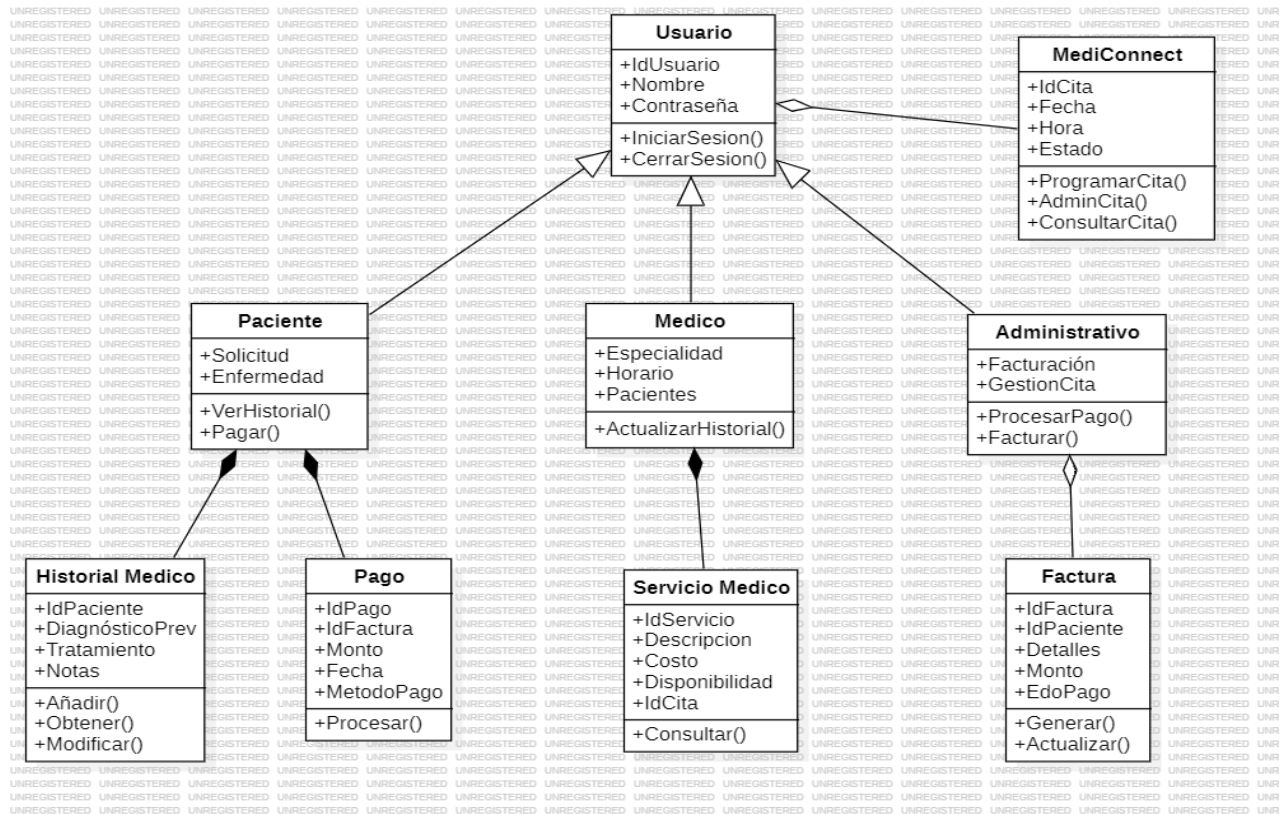 Usuario
+IdUsuario
+Nombre
+Contraseña
+IniciarSesion()
+CerrarSesion()
MediConnect
+IdCita
+Fecha
+Hora
+Estado
+ProgramarCita()
+AdminCita()
+ConsultarCita()
Paciente
+Solicitud
+Enfermedad
+VerHistorial()
+Pagar()
Medico
+Especialidad
+Horario
+Pacientes
+ActualizarHistorial()
Administrativo
+Facturación
+GestionCita
+ProcesarPago()
+Facturar()
Historial Medico
+IdPaciente
+DiagnósticoPrev
+Tratamiento
+Notas
+Añadir()
+Obtener()
+Modificar()
Pago
+IdPago
+IdFactura
+Monto
+Fecha
+MetodoPago
+Procesar()
Servicio Medico
+IdServicio
+Descripcion
+Costo
+Disponibilidad
+IdCita
+Consultar()
Factura
+IdFactura
+IdPaciente
+Detalles
+Monto
+EdoPago
+Generar()
+Actualizar()
UNREGISTERED